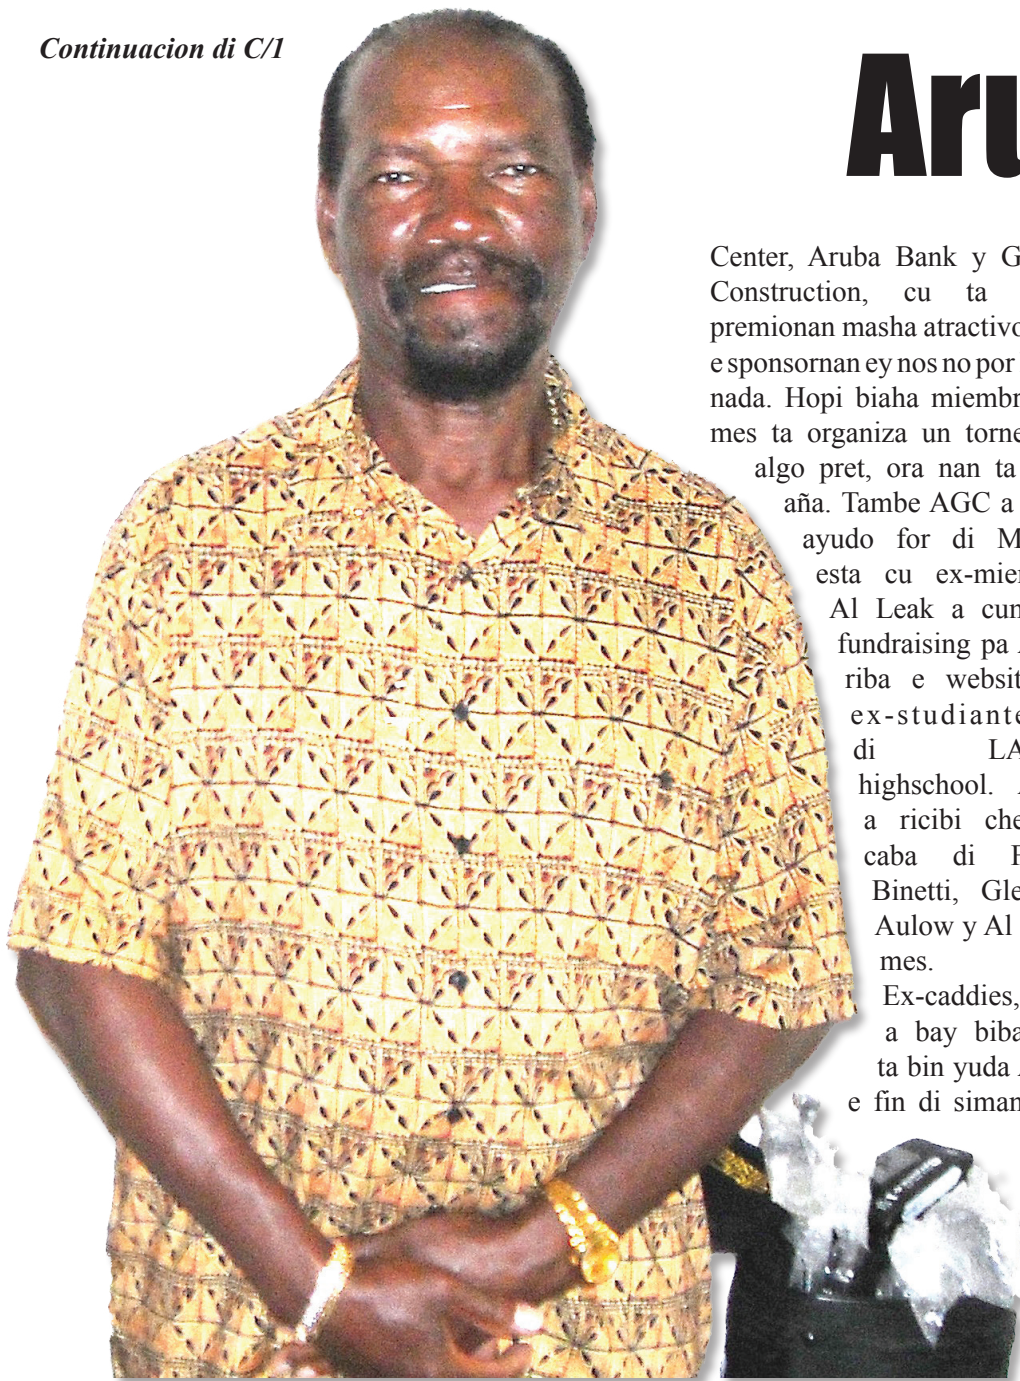 Continuacion di C/1
Aru
Center, Aruba Bank y G
Construction, cu ta
premionan masha atractivo
e sponsornan ey nos no por
nada. Hopi biaha miembr
mes ta organiza un torne
algo pret, ora nan ta
aña. Tambe AGC a
ayudo for di M
esta cu ex-mier
Al Leak a cun
fundraising pa
riba e websit
ex-studiante
di LA
highschool.
a ricibi che
caba di
Binetti, Gle
Aulow y Al
mes.
Ex-caddies,
a bay biba
ta bin yuda
e fin di siman